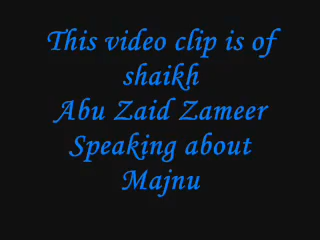 This video clip is of
shaikh
Abu Zaid Zameer
Speaking about
Majnu